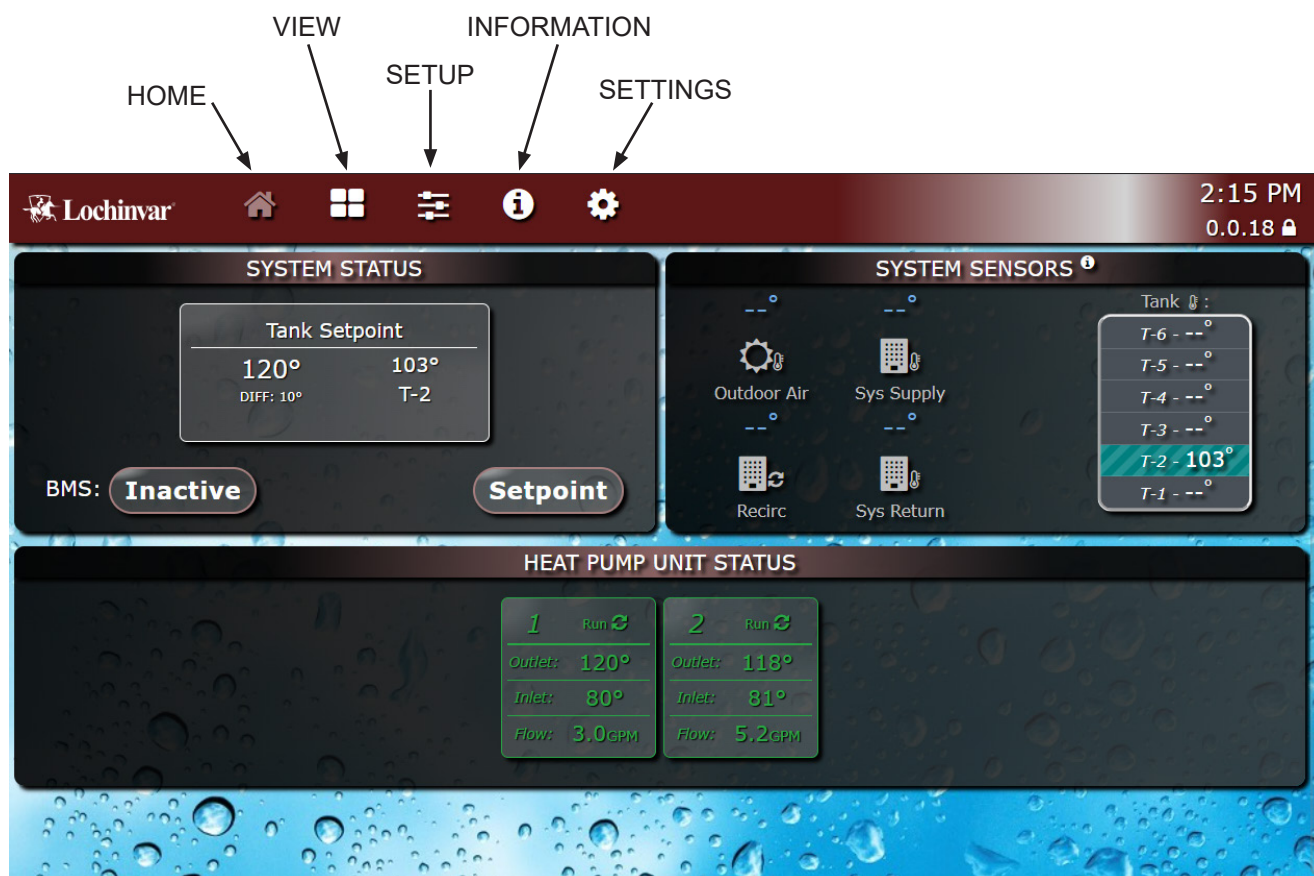 VIEW
INFORMATION
SETUP
HOME
SETTINGS
Lochinvar
2:15 PM
0.0.18
SYSTEM STATUS
Tank Setpoint
120° 103°
DIFF: 10° T-2
BMS: Inactive
Setpoint
SYSTEM SENSORS
--° --°
Outdoor Air Sys Supply
--° --°
Recirc Sys Return
Tank :
T-6 - --°
T-5 - --°
T-4 - --°
T-3 - --°
T-2 - 103°
T-1 - --°
HEAT PUMP UNIT STATUS
1 Run
Outlet: 120°
Inlet: 80°
Flow: 3.0GPM
2 Run
Outlet: 118°
Inlet: 81°
Flow: 5.2GPM